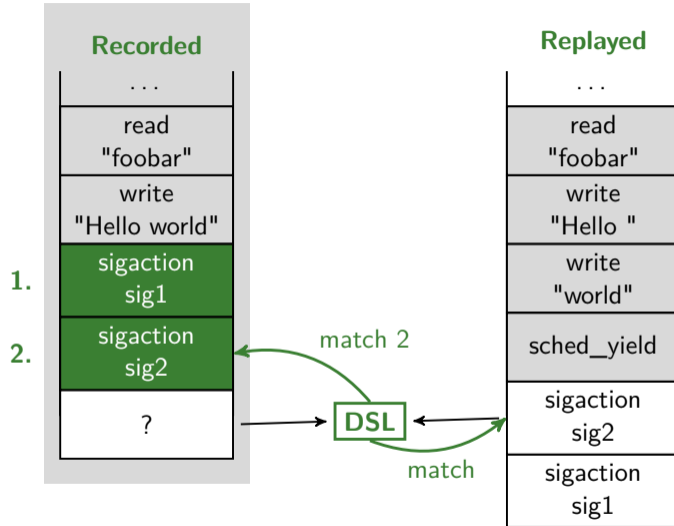 Recorded
. . .
read
"foobar"
write
"Hello world"
1.
sigaction
sig1
2.
sigaction
sig2
?
match 2
DSL
match
Replayed
. . .
read
"foobar"
write
"Hello "
write
"world"
sched_yield
sigaction
sig2
sigaction
sig1